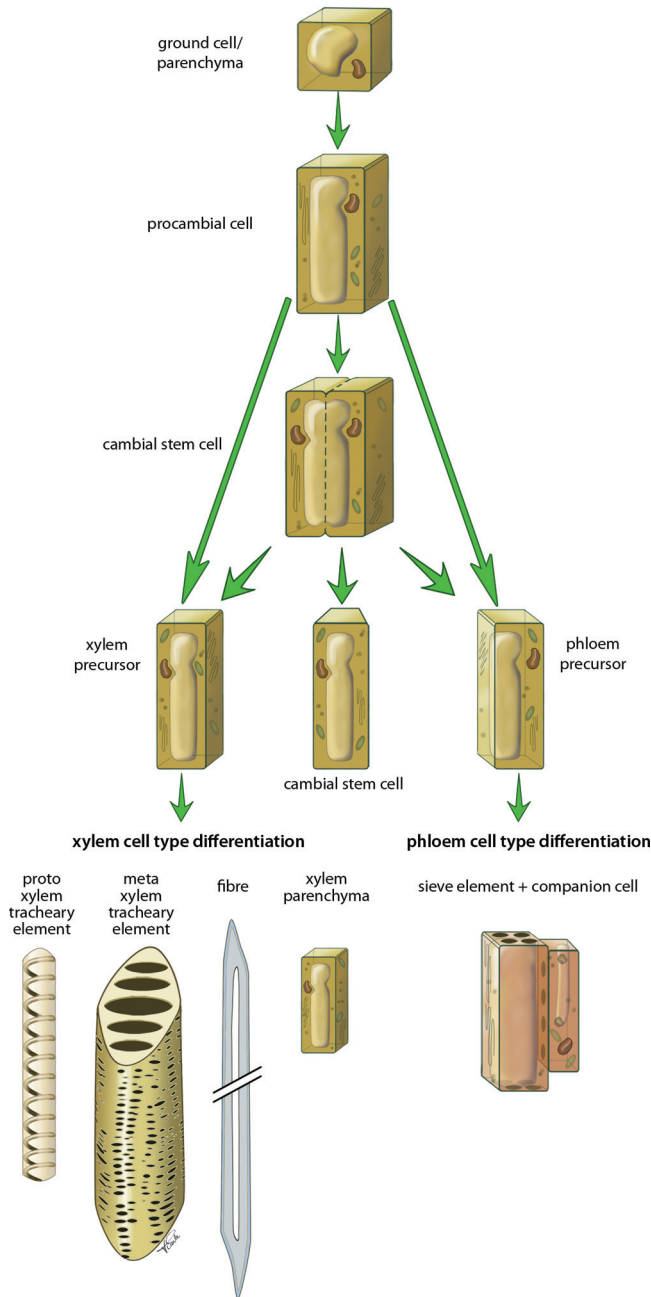 ground cell/
parenchyma
procambial cell
cambial stem cell
xylem
precursor
phloem
precursor
cambial stem cell
xylem cell type differentiation
phloem cell type differentiation
proto
xylem
tracheary
element
meta
xylem
tracheary
element
fibre
xylem
parenchyma
sieve element + companion cell